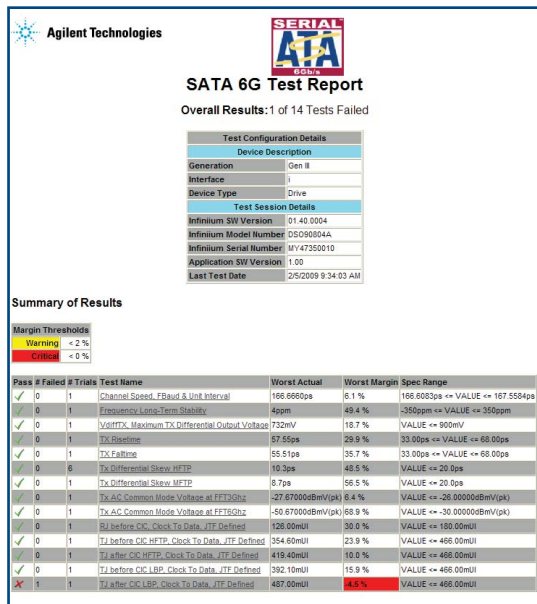 Agilent Technologies
SERIAL
ATA
6Gb/s
SATA 6G Test Report
Overall Results:1 of 14 Tests Failed
Test Configuration Details
Device Description
Generation Gen III
Interface i
Device Type Drive
Test Session Details
Infiniium SW Version 01.40.0004
Infiniium Model Number DSO90804A
Infiniium Serial Number MY47350010
Application SW Version 1.00
Last Test Date 2/5/2009 9:34:03 AM
Summary of Results
Margin Thresholds
Warning < 2 %
Critical < 0 %
Pass # Failed # Trials Test Name Worst Actual Worst Margin Spec Range
0 1 Channel Speed, FBaud & Unit Interval 166.6660ps 6.1 % 166.6083ps <= VALUE <= 167.5584ps
0 1 Frequency Long-Term Stability 4ppm 49.4 % -350ppm <= VALUE <= 350ppm
0 1 VdiffTX, Maximum TX Differential Output Voltage 732mV 18.7 % VALUE <= 900mV
0 1 TX Risetime 57.55ps 29.9 % 33.00ps <= VALUE <= 68.00ps
0 1 TX Falltime 55.51ps 35.7 % 33.00ps <= VALUE <= 68.00ps
0 6 Tx Differential Skew HFTP 10.3ps 48.5 % VALUE <= 20.0ps
0 1 Tx Differential Skew MFTP 8.7ps 56.5 % VALUE <= 20.0ps
0 1 Tx AC Common Mode Voltage at FFT3Ghz -27.67000dBmV(pk) 6.4 % VALUE <= -26.00000dBmV(pk)
0 1 Tx AC Common Mode Voltage at FFT6Ghz -50.67000dBmV(pk) 68.9 % VALUE <= -30.00000dBmV(pk)
0 1 RJ before CIC, Clock To Data, JTF Defined 126.00mUI 30.0 % VALUE <= 180.00mUI
0 1 TJ before CIC HFTP, Clock To Data, JTF Defined 354.60mUI 23.9 % VALUE <= 466.00mUI
0 1 TJ after CIC HFTP, Clock To Data, JTF Defined 419.40mUI 10.0 % VALUE <= 466.00mUI
0 1 TJ before CIC LBP, Clock To Data, JTF Defined 392.10mUI 15.9 % VALUE <= 466.00mUI
1 1 TJ after CIC LBP, Clock To Data, JTF Defined 487.00mUI -4.5 % VALUE <= 466.00mUI